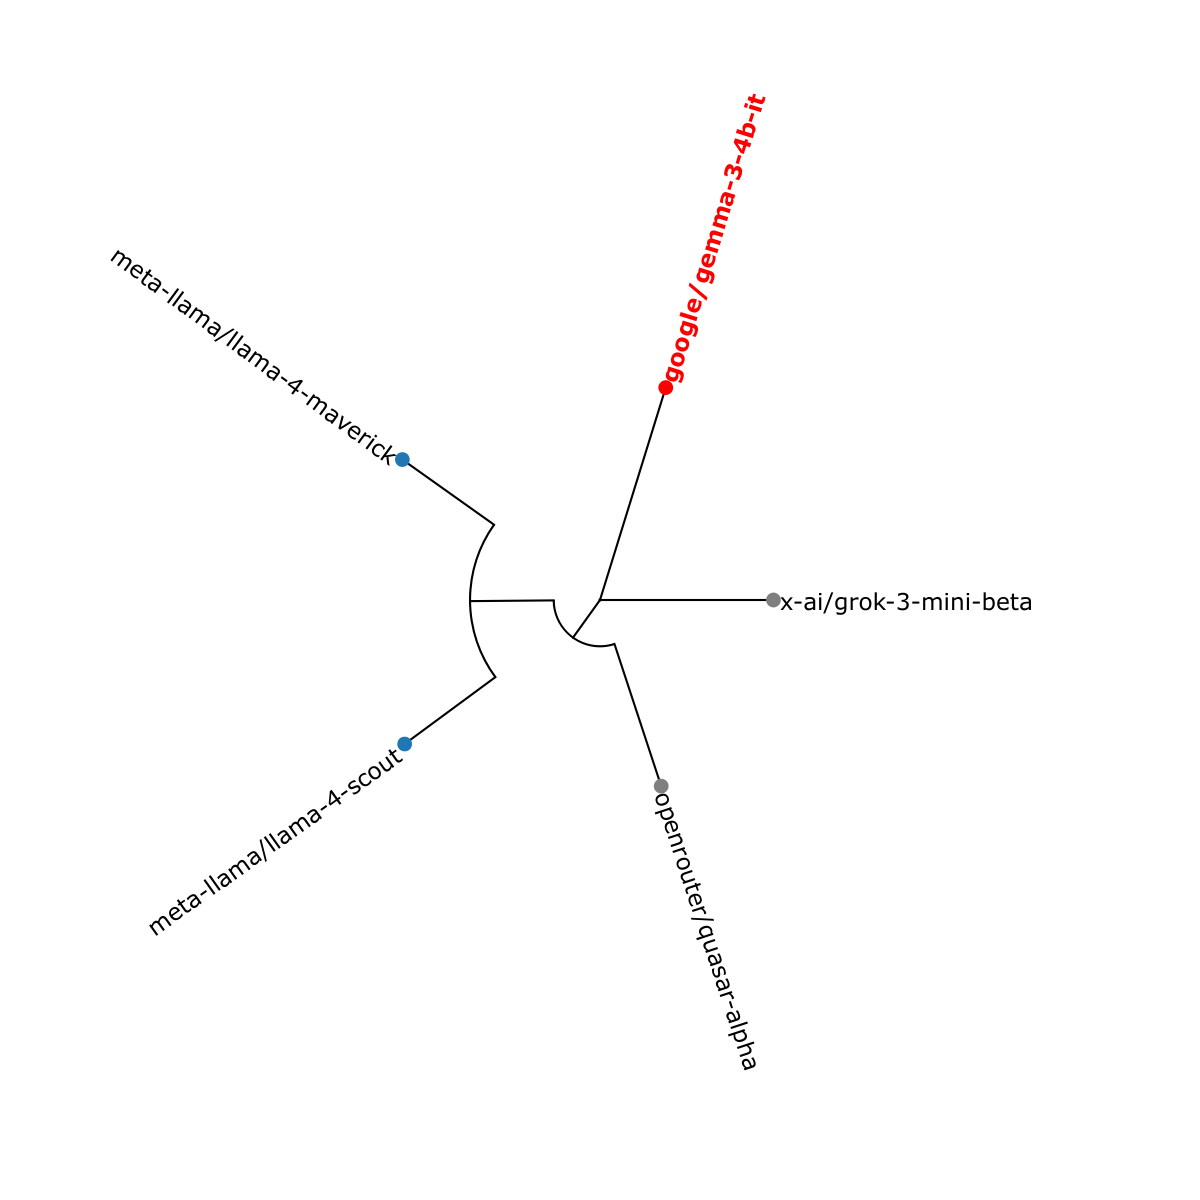 google/gemma-3-4b-it
meta-llama/llama-4-maverick
x-ai/grok-3-mini-beta
meta-llama/llama-4-scout
openrouter/quasar-alpha